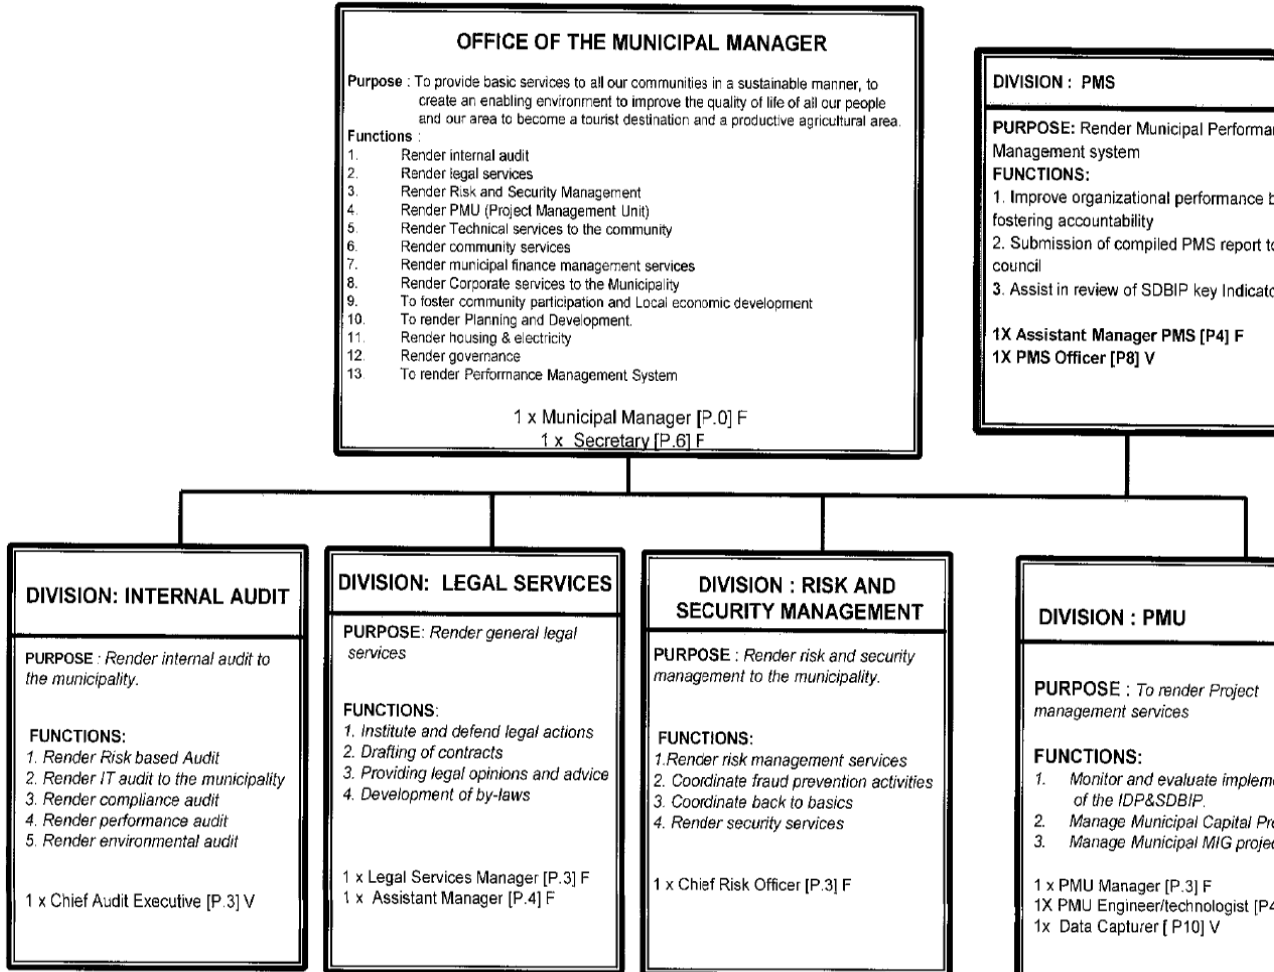 OFFICE OF THE MUNICIPAL MANAGER
Purpose : To provide basic services to all our communities in a sustainable manner, to
create an enabling environment to improve the quality of life of all our people
and our area to become a tourist destination and a productive agricultural area.
Functions :
1. Render internal audit
2. Render legal services
3. Render Risk and Security Management
4. Render PMU (Project Management Unit)
5. Render Technical services to the community
6. Render community services
7. Render municipal finance management services
8. Render Corporate services to the Municipality
9. To foster community participation and Local economic development
10. To render Planning and Development.
11. Render housing & electricity
12. Render governance
13. To render Performance Management System
1 x Municipal Manager [P.0] F
1 x Secretary [P.6] F
DIVISION : PMS
PURPOSE: Render Municipal
Management system
FUNCTIONS:
1. Improve organizational performance
fostering accountability
2. Submission of compiled PMS report
council
3. Assist in review of SDBIP key
1X Assistant Manager PMS [P4] F
1X PMS Officer [P8] V
DIVISION: INTERNAL AUDIT
PURPOSE : Render internal audit to
the municipality.
FUNCTIONS:
1. Render Risk based Audit
2. Render IT audit to the municipality
3. Render compliance audit
4. Render performance audit
5. Render environmental audit
1 x Chief Audit Executive [P.3] V
DIVISION: LEGAL SERVICES
PURPOSE: Render general legal
services
FUNCTIONS:
1. Institute and defend legal actions
2. Drafting of contracts
3. Providing legal opinions and advice
4. Development of by-laws
1 x Legal Services Manager [P.3] F
1 x Assistant Manager [P.4] F
DIVISION : RISK AND
SECURITY MANAGEMENT
PURPOSE : Render risk and security
management to the municipality.
FUNCTIONS:
1.Render risk management services
2. Coordinate fraud prevention activities
3. Coordinate back to basics
4. Render security services
1 x Chief Risk Officer [P.3] F
DIVISION : PMU
PURPOSE : To render Project
management services
FUNCTIONS:
1. Monitor and evaluate
of the IDP&SDBIP.
2. Manage Municipal Capital
3. Manage Municipal MIG
1 x PMU Manager [P.3] F
1X PMU Engineer/technologist
1x Data Capturer [ P10] V